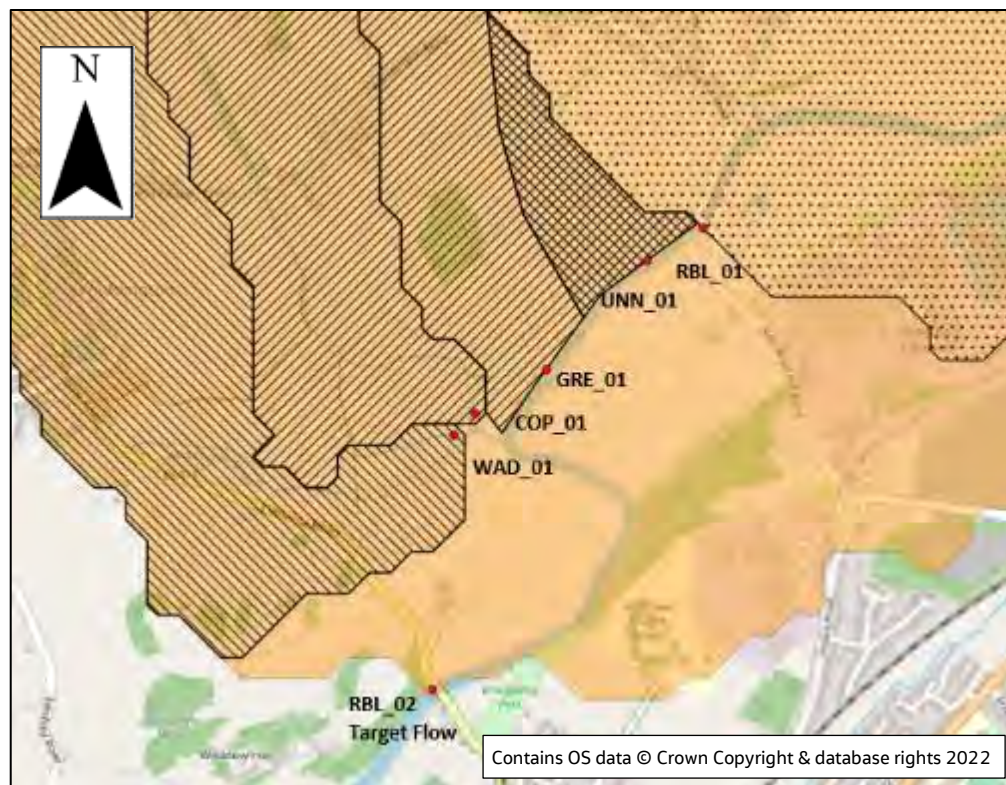 N
RBL_01
UNN_01
GRE_01
COP_01
WAD_01
RBL_02
Target Flow
Contains OS data © Crown Copyright & database rights 2022